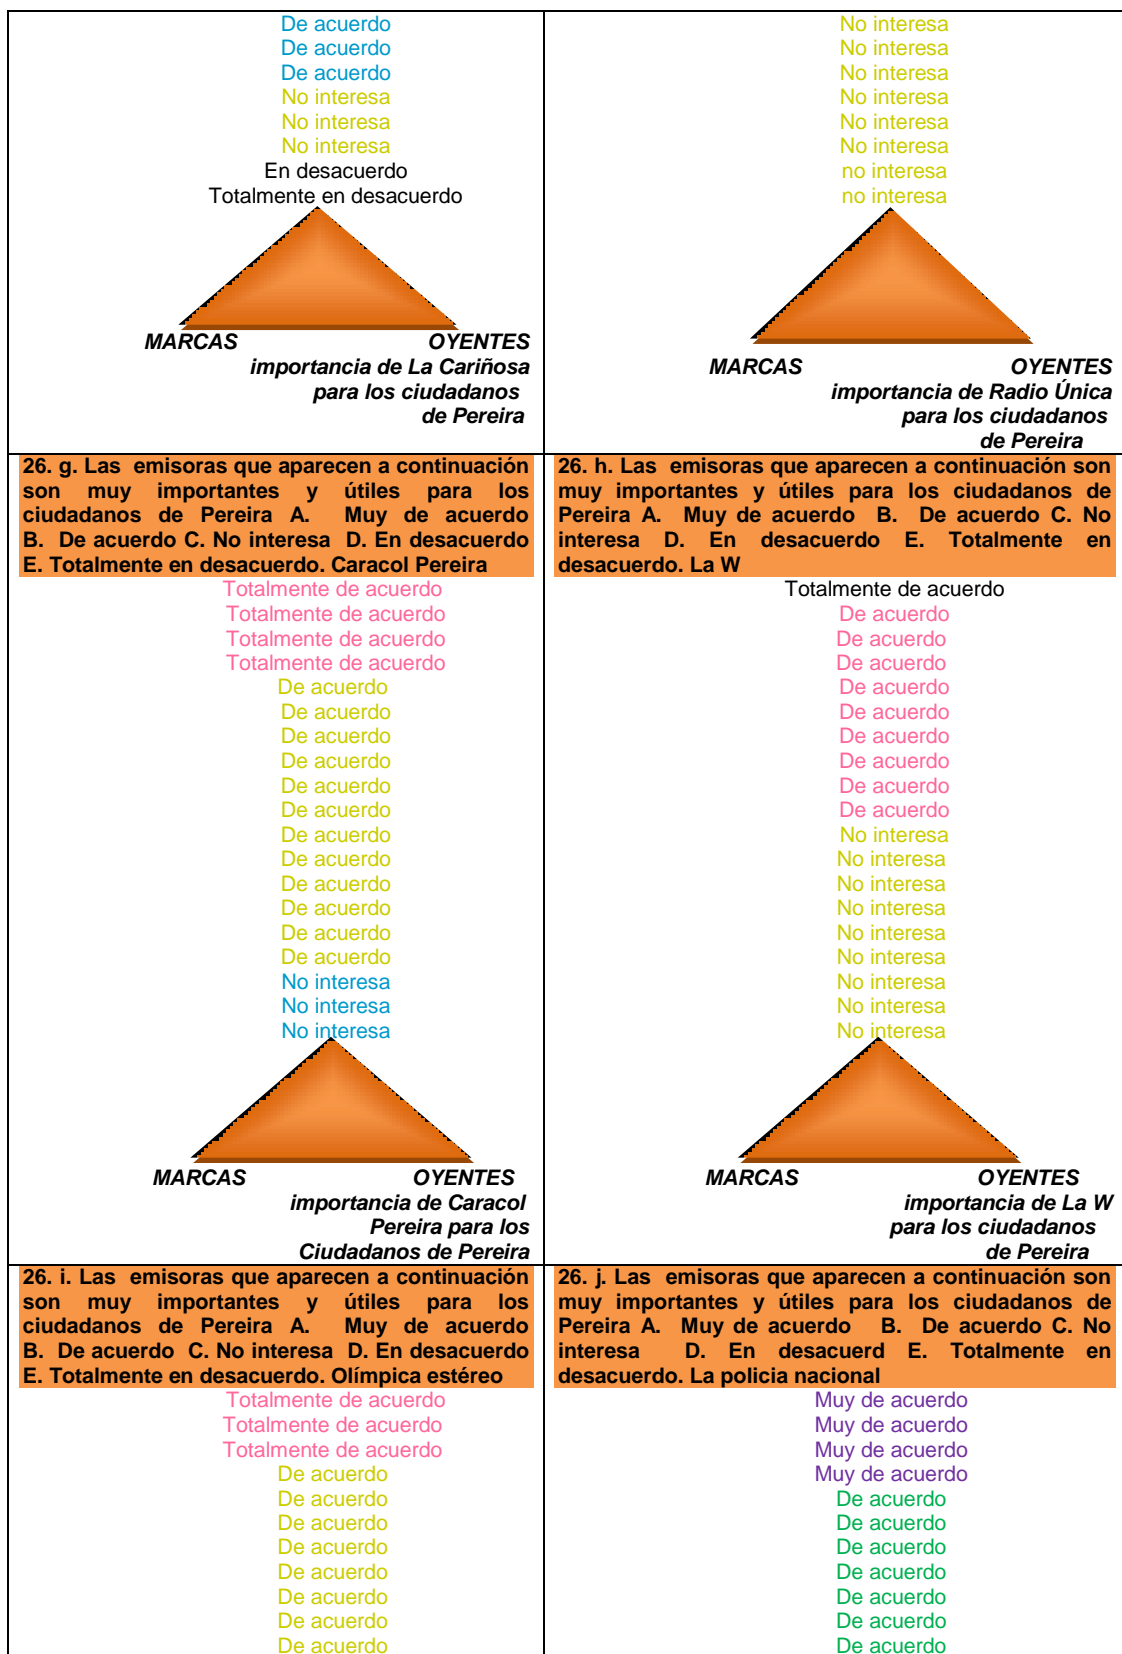 De acuerdo
De acuerdo
De acuerdo
No interesa
No interesa
No interesa
En desacuerdo
Totalmente en desacuerdo
MARCAS OYENTES
importancia de La Cariñosa
para los ciudadanos
de Pereira
No interesa
No interesa
No interesa
No interesa
No interesa
No interesa
no interesa
no interesa
MARCAS OYENTES
importancia de Radio Única
para los ciudadanos
de Pereira
26. g. Las emisoras que aparecen a continuación
son muy importantes y útiles para los
ciudadanos de Pereira A. Muy de acuerdo
B. De acuerdo C. No interesa D. En desacuerdo
E. Totalmente en desacuerdo. Caracol Pereira
Totalmente de acuerdo
Totalmente de acuerdo
Totalmente de acuerdo
Totalmente de acuerdo
De acuerdo
De acuerdo
De acuerdo
De acuerdo
De acuerdo
De acuerdo
De acuerdo
De acuerdo
De acuerdo
De acuerdo
De acuerdo
De acuerdo
No interesa
No interesa
No interesa
MARCAS OYENTES
importancia de Caracol
Pereira para los
Ciudadanos de Pereira
26. h. Las emisoras que aparecen a continuación son
muy importantes y útiles para los ciudadanos de
Pereira A. Muy de acuerdo B. De acuerdo C. No
interesa D. En desacuerdo E. Totalmente en
desacuerdo. La W
Totalmente de acuerdo
De acuerdo
De acuerdo
De acuerdo
De acuerdo
De acuerdo
De acuerdo
De acuerdo
De acuerdo
De acuerdo
No interesa
No interesa
No interesa
No interesa
No interesa
No interesa
No interesa
No interesa
No interesa
MARCAS OYENTES
importancia de La W
para los ciudadanos
de Pereira
26. i. Las emisoras que aparecen a continuación
son muy importantes y útiles para los
ciudadanos de Pereira A. Muy de acuerdo
B. De acuerdo C. No interesa D. En desacuerdo
E. Totalmente en desacuerdo. Olímpica estéreo
Totalmente de acuerdo
Totalmente de acuerdo
Totalmente de acuerdo
De acuerdo
De acuerdo
De acuerdo
De acuerdo
De acuerdo
De acuerdo
De acuerdo
De acuerdo
26. j. Las emisoras que aparecen a continuación son
muy importantes y útiles para los ciudadanos de
Pereira A. Muy de acuerdo B. De acuerdo C. No
interesa D. En desacuerd E. Totalmente en
desacuerdo. La policia nacional
Muy de acuerdo
Muy de acuerdo
Muy de acuerdo
Muy de acuerdo
De acuerdo
De acuerdo
De acuerdo
De acuerdo
De acuerdo
De acuerdo
De acuerdo